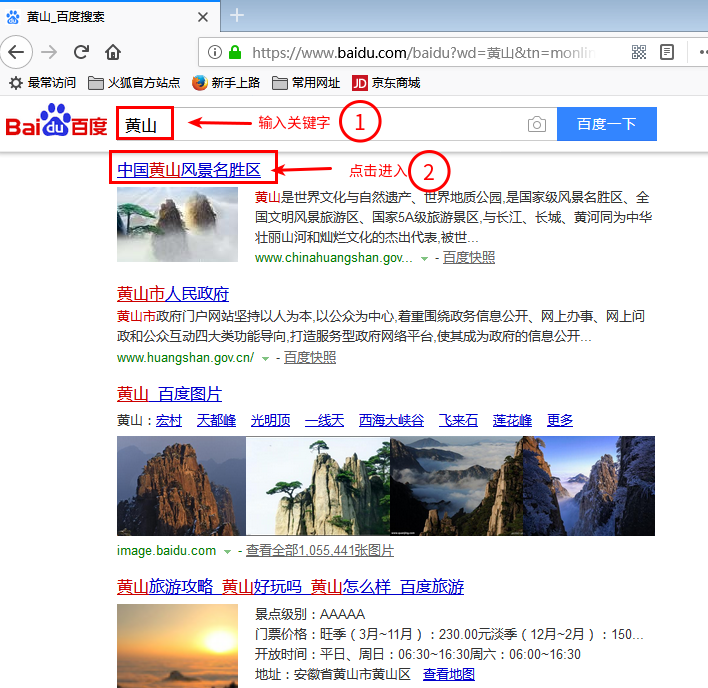 黄山_百度搜索
https://www.baidu.com/baidu?wd=黄山&tn=monlin
最常访问 火狐官方站点 新手上路 常用网址 JD 京东商城
Bai du 百度 黄山 输入关键字 1 百度一下
中国黄山风景名胜区 点击进入 2
黄山是世界文化与自然遗产、世界地质公园,是国家级风景名胜区、全
国文明风景旅游区、国家5A级旅游景区,与长江、长城、黄河同为中华
壮丽山河和灿烂文化的杰出代表,被世...
www.chinahuangshan.gov... - 百度快照
黄山市人民政府
黄山市政府门户网站坚持以人为本,以公众为中心,着重围绕政务信息公开、网上办事、网上问
政和公众互动四大类功能导向,打造服务型政府网络平台,使其成为政府的信息公开...
www.huangshan.gov.cn/ - 百度快照
黄山_百度图片
黄山：宏村 天都峰 光明顶 一线天 西海大峡谷 飞来石 莲花峰 更多
image.baidu.com - 查看全部1,055,441张图片
黄山旅游攻略_黄山好玩吗_黄山怎么样_百度旅游
景点级别：AAAAA
门票价格：旺季（3月~11月）：230.00元淡季（12月~2月）：150...
开放时间：平日、周日：06:30~16:30周六：06:00~16:30
地址：安徽省黄山市黄山区 查看地图